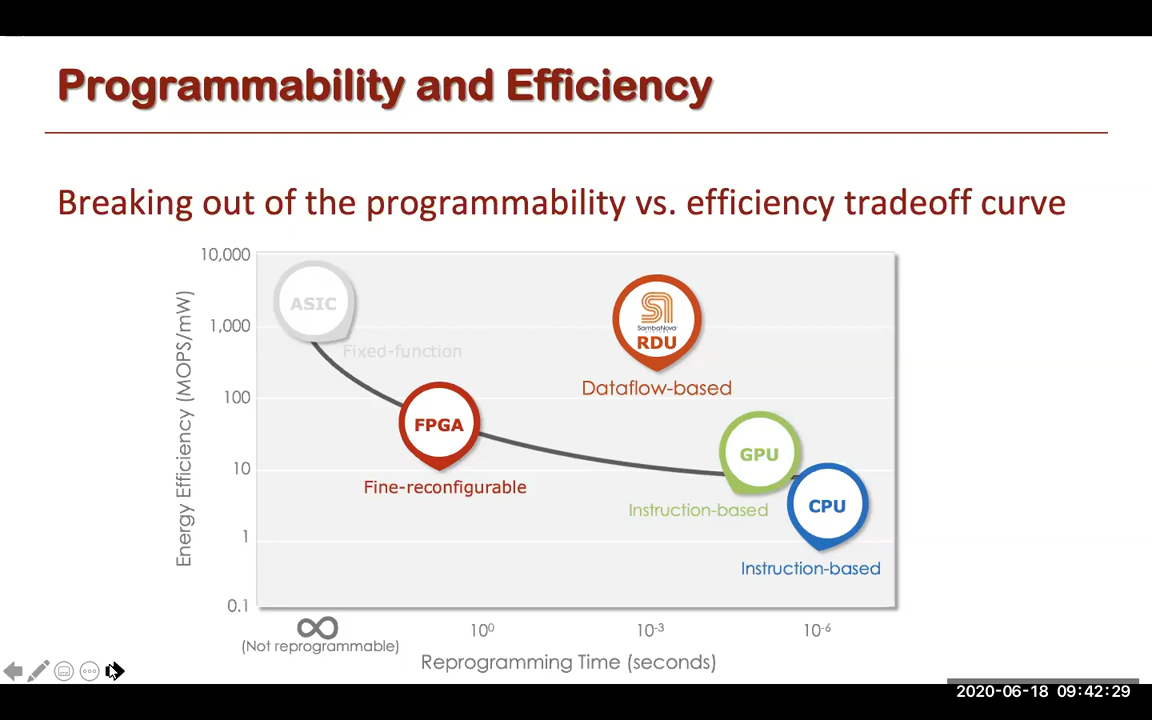 Programmability and Efficiency
Breaking out of the programmability vs. efficiency tradeoff curve
Energy Efficiency (MOPS/mW)
10,000
1,000
100
10
1
0.1
ASIC
Fixed-function
FPGA
Fine-reconfigurable
SambaNova
RDU
Dataflow-based
GPU
Instruction-based
CPU
Instruction-based
∞
(Not reprogrammable)
10⁰
10⁻³
10⁻⁶
Reprogramming Time (seconds)
2020-06-18 09:42:29